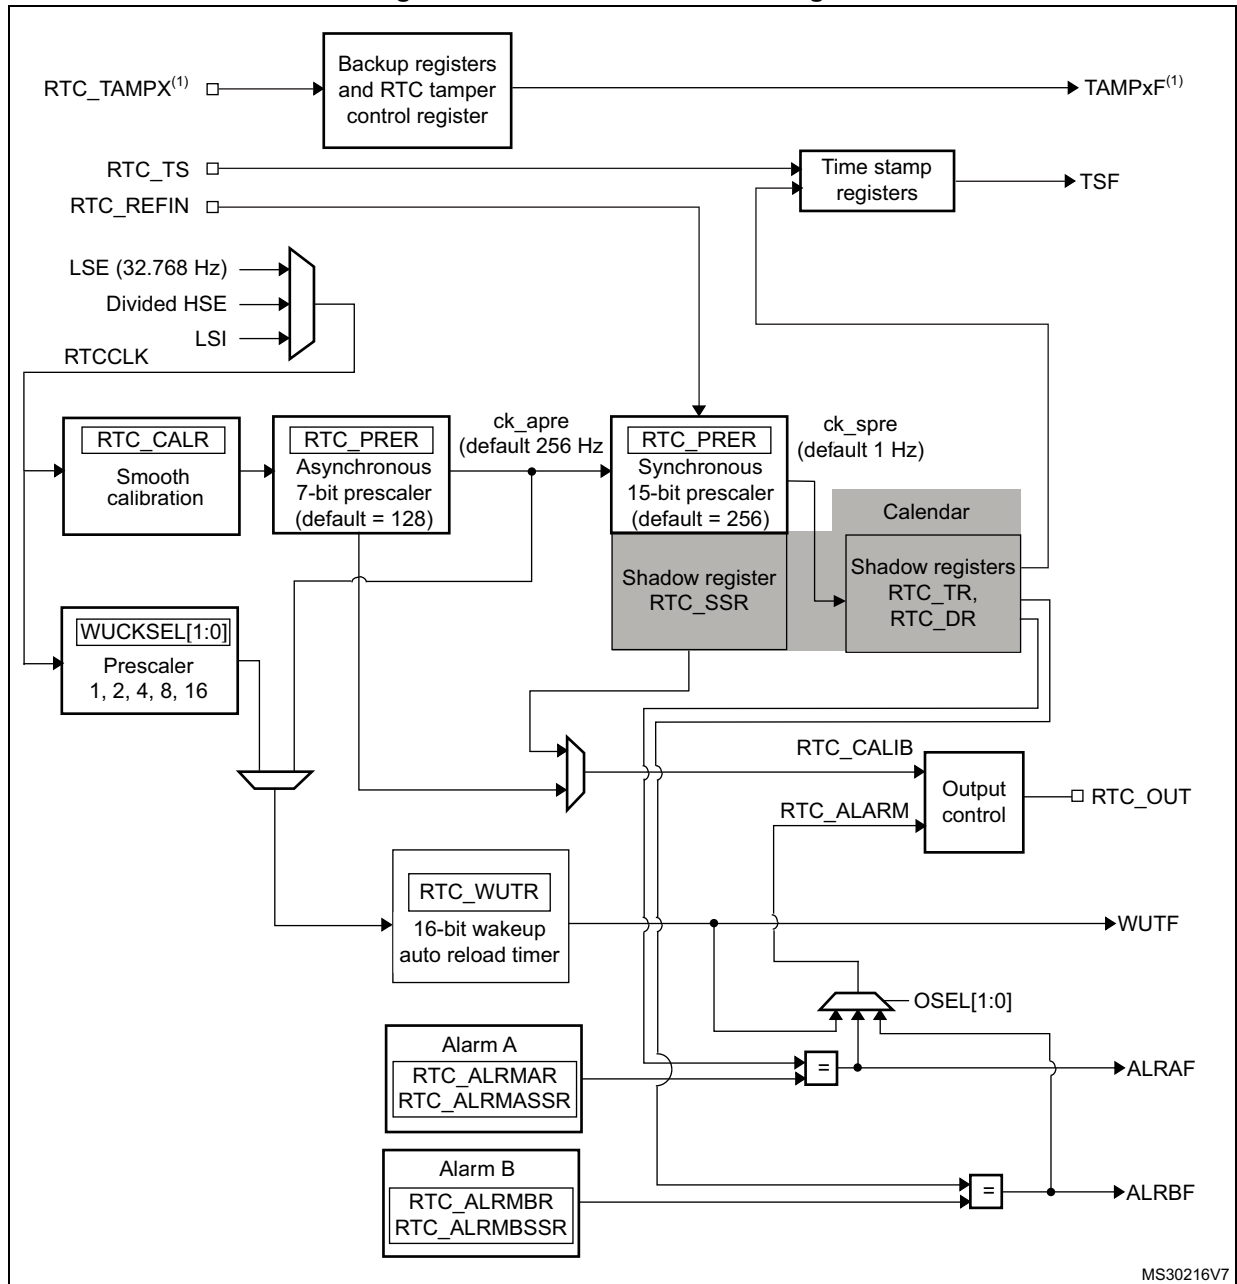 RTC_TAMPX(1)
Backup registers
and RTC tamper
control register
TAMPxF(1)
RTC_TS
Time stamp
registers
TSF
RTC_REFIN
LSE (32.768 Hz)
Divided HSE
LSI
RTCCLK
RTC_CALR
Smooth
calibration
RTC_PRER
Asynchronous
7-bit prescaler
(default = 128)
ck_apre
(default 256 Hz
RTC_PRER
Synchronous
15-bit prescaler
(default = 256)
ck_spre
(default 1 Hz)
Calendar
Shadow register
RTC_SSR
Shadow registers
RTC_TR,
RTC_DR
WUCKSEL[1:0]
Prescaler
1, 2, 4, 8, 16
RTC_CALIB
RTC_ALARM
Output
control
RTC_OUT
RTC_WUTR
16-bit wakeup
auto reload timer
WUTF
OSEL[1:0]
Alarm A
RTC_ALRMAR
RTC_ALRMASSR
=
ALRAF
Alarm B
RTC_ALRMBR
RTC_ALRMBSSR
=
ALRBF
MS30216V7